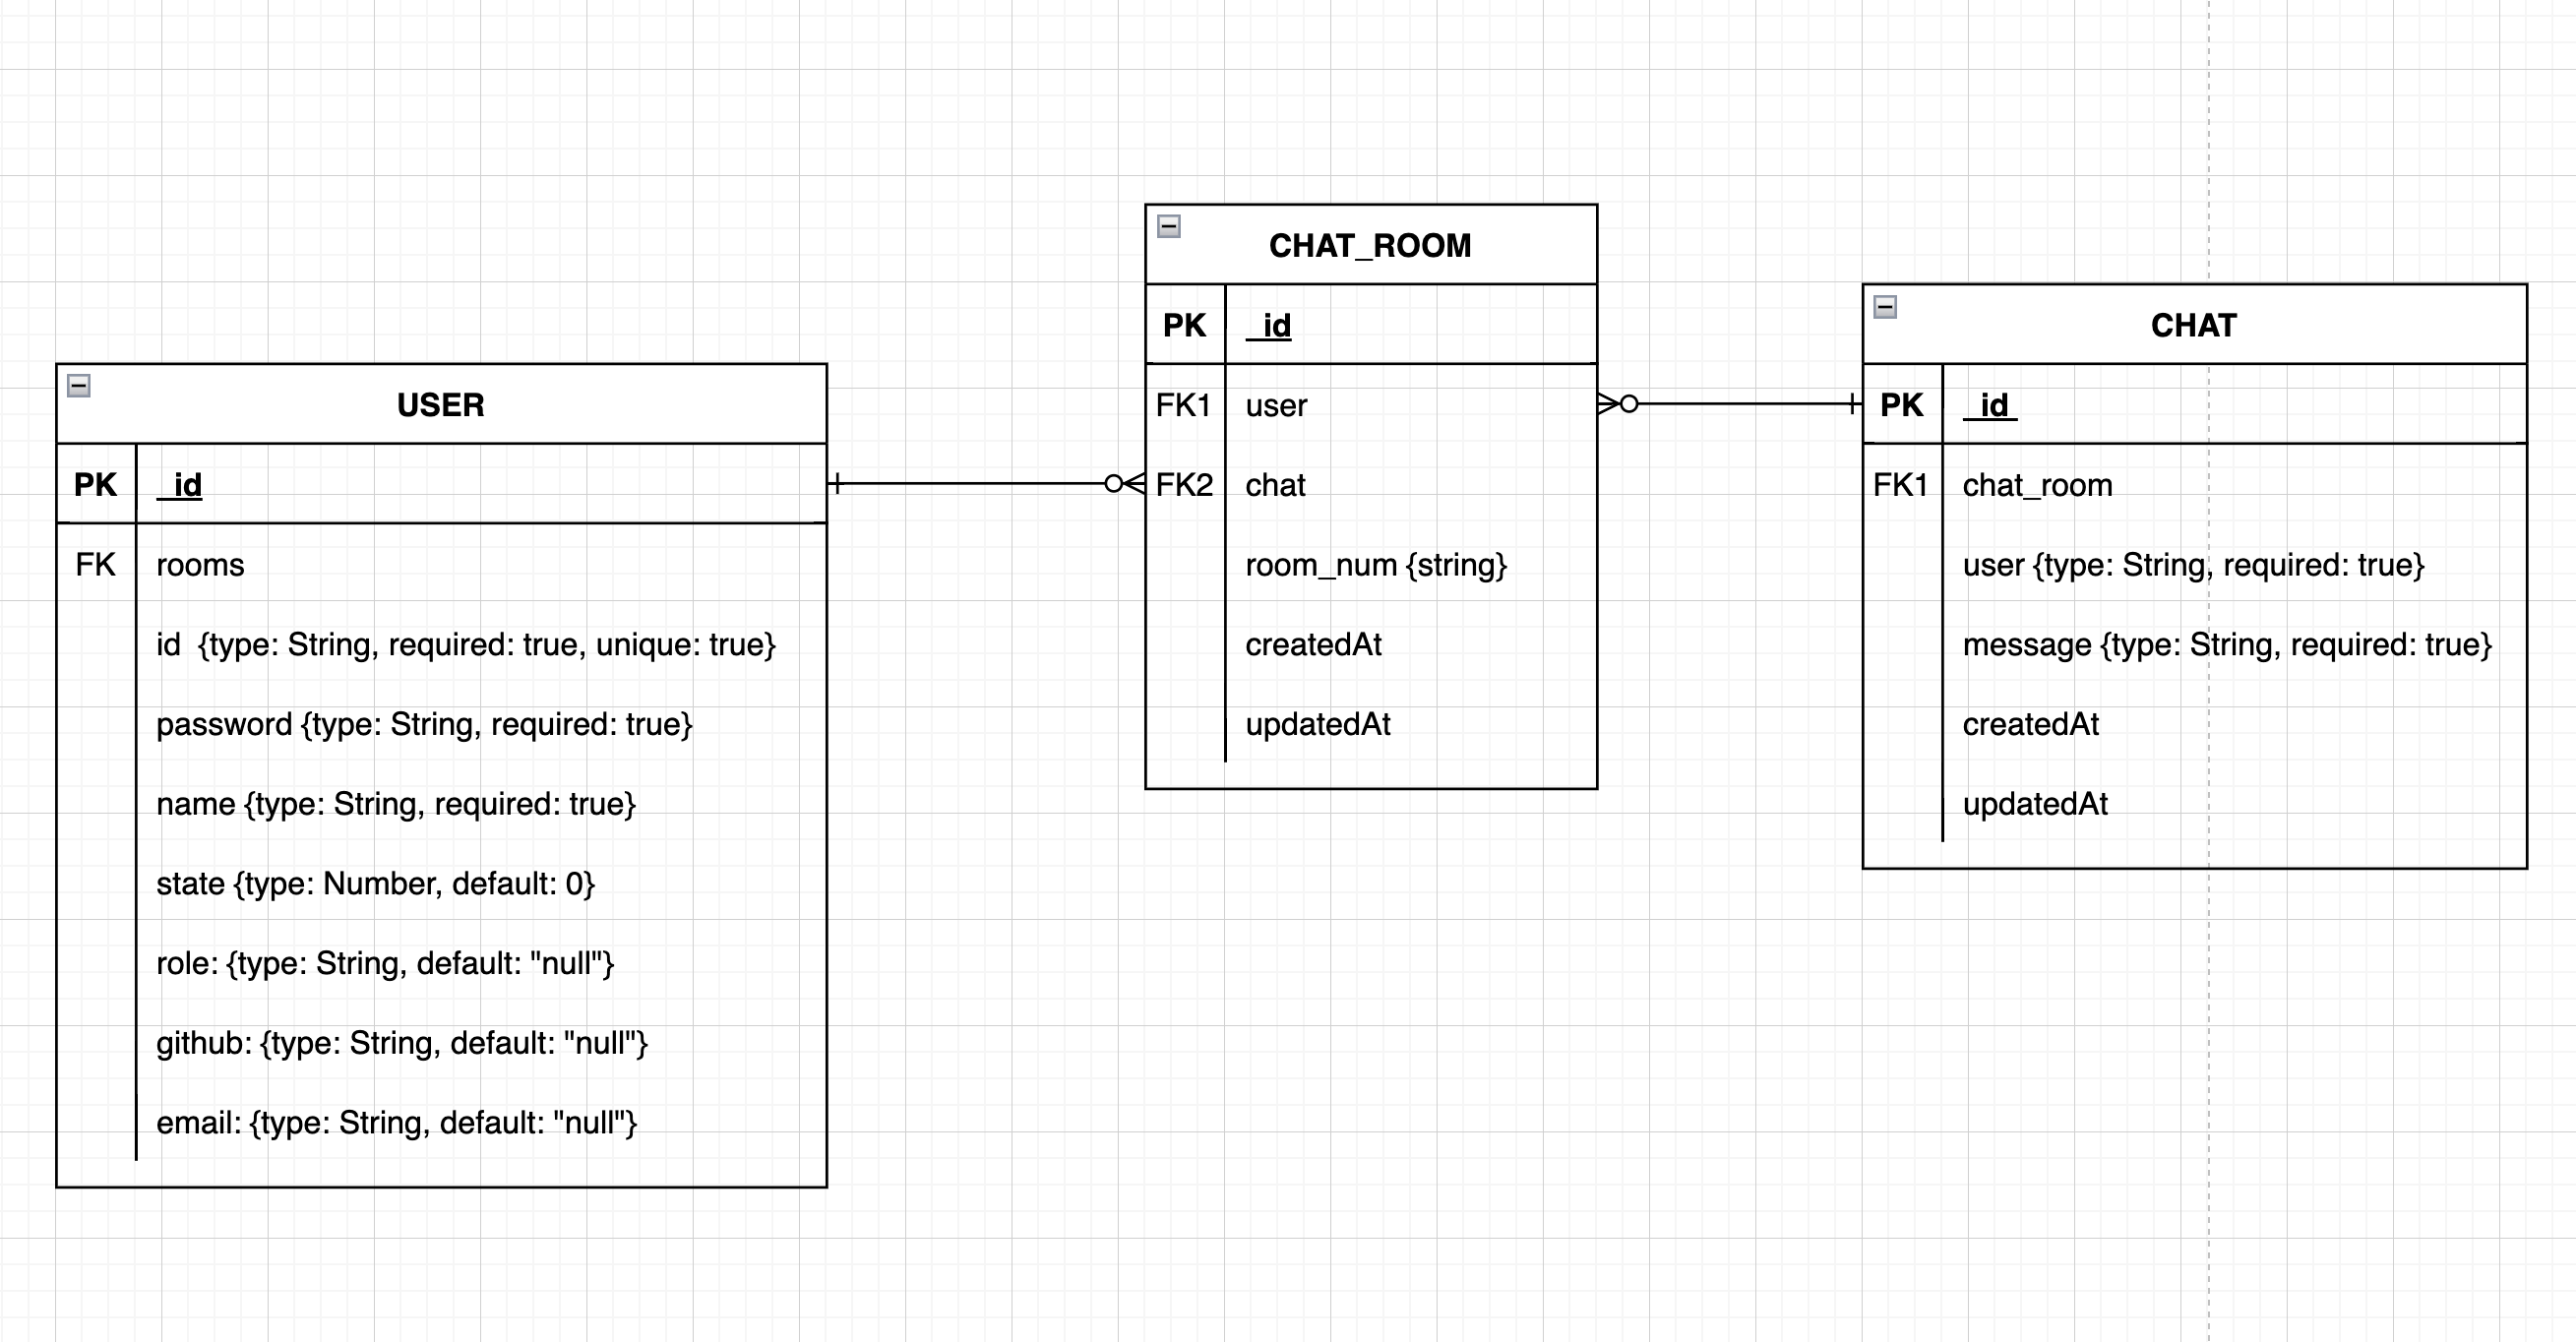 USER
PK _id
FK rooms
id {type: String, required: true, unique: true}
password {type: String, required: true}
name {type: String, required: true}
state {type: Number, default: 0}
role: {type: String, default: "null"}
github: {type: String, default: "null"}
email: {type: String, default: "null"}
CHAT_ROOM
PK _id
FK1 user
FK2 chat
room_num {string}
createdAt
updatedAt
CHAT
PK _id
FK1 chat_room
user {type: String, required: true}
message {type: String, required: true}
createdAt
updatedAt